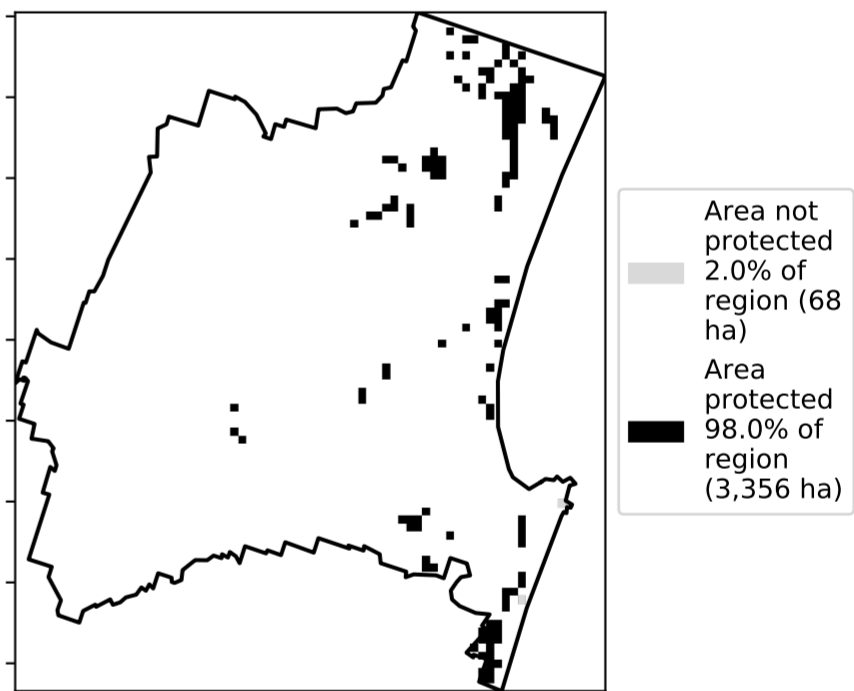 Area not
protected
2.0% of
region (68
ha)
Area
protected
98.0% of
region
(3,356 ha)